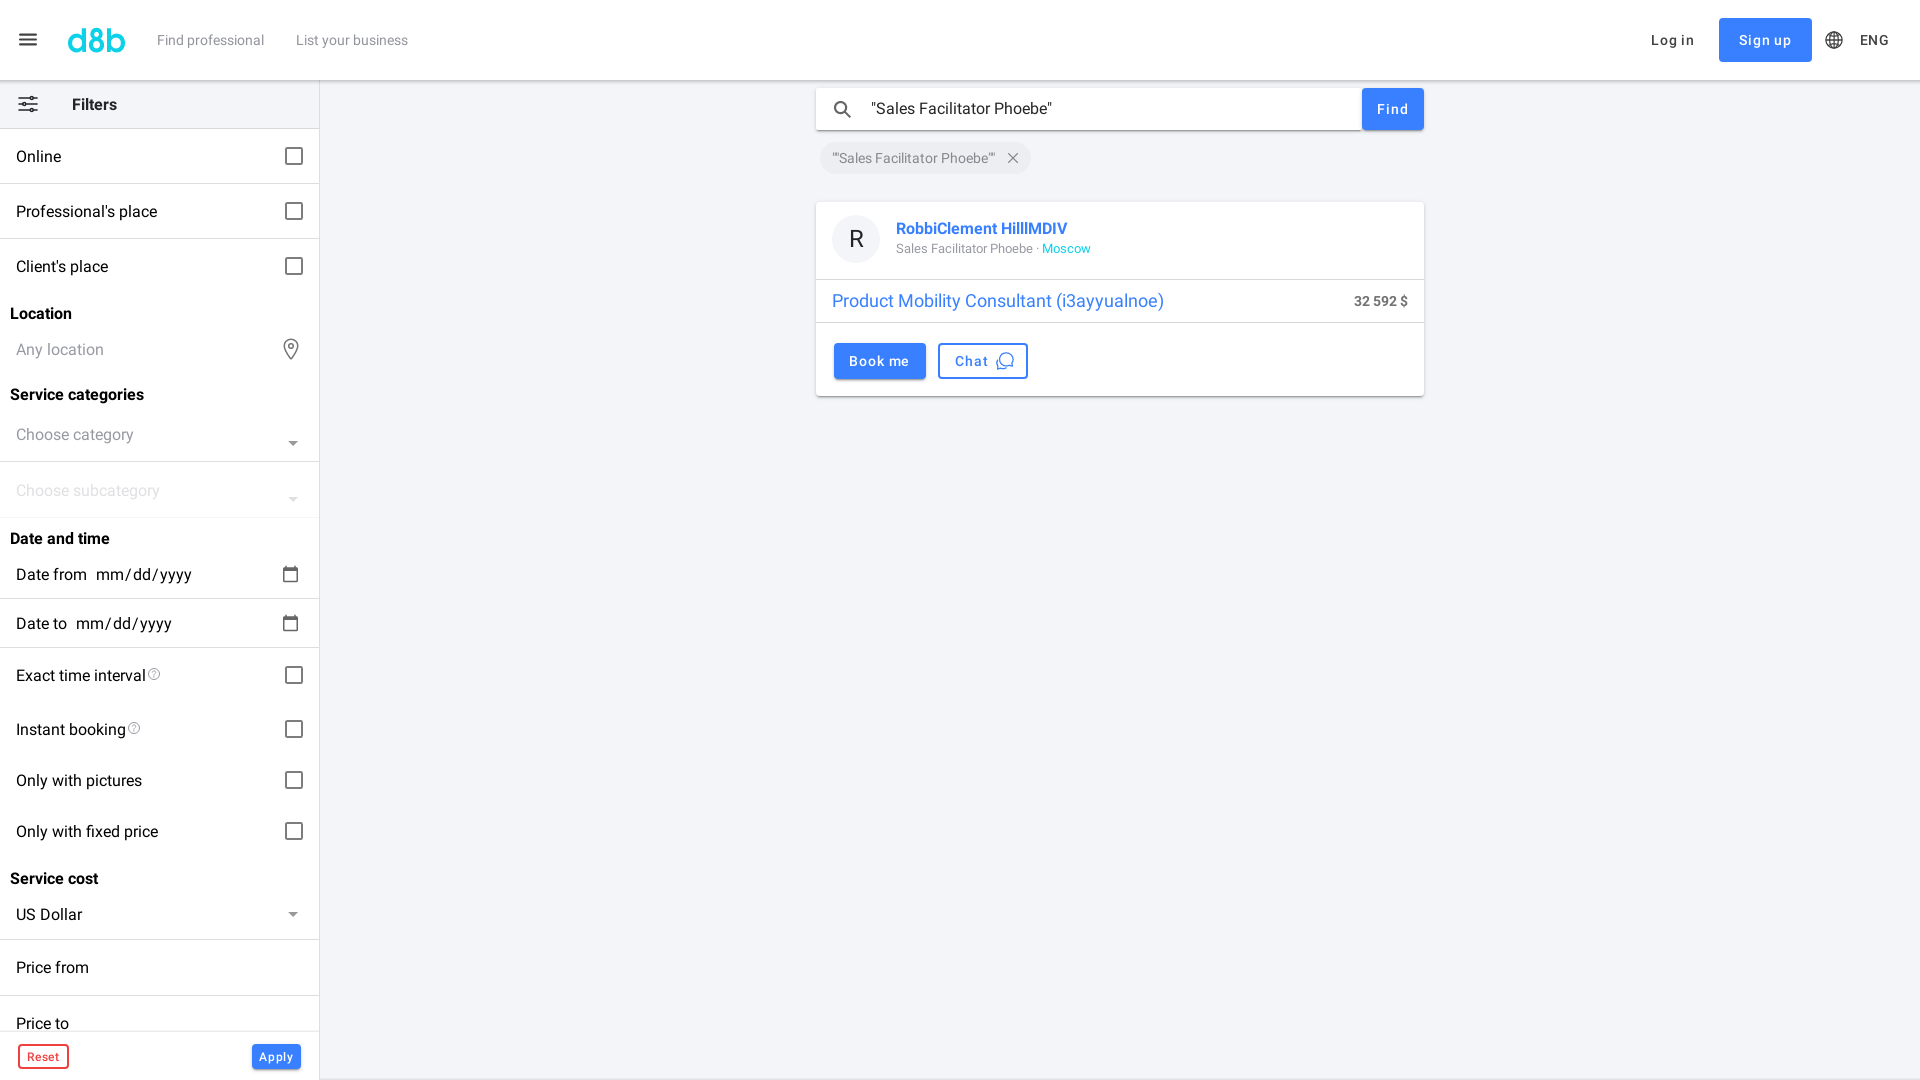 d8b
Find professional
List your business
Log in
Sign up
ENG
Filters
Online
Professional's place
Client's place
Location
Any location
Service categories
Choose category
Choose subcategory
Date and time
Date from mm/dd/yyyy
Date to mm/dd/yyyy
Exact time interval
Instant booking
Only with pictures
Only with fixed price
Service cost
US Dollar
Price from
Price to
Reset
Apply
"Sales Facilitator Phoebe"
Find
""Sales Facilitator Phoebe""
R
RobbiClement HilllMDIV
Sales Facilitator Phoebe · Moscow
Product Mobility Consultant (i3ayyualnoe)
32 592 $
Book me
Chat